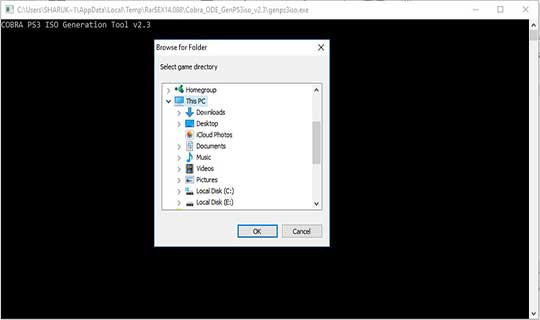 C:\Users\SHARUK~1\AppData\Local\Temp\Rar$EX14.088\Cobra_ODE_GenPS3iso_v2.3\genps3iso.exe
COBRA PS3 ISO Generation Tool v2.3
Browse for Folder
Select game directory
Homegroup
This PC
Downloads
Desktop
iCloud Photos
Documents
Music
Videos
Pictures
Local Disk (C:)
Local Disk (E:)
OK Cancel